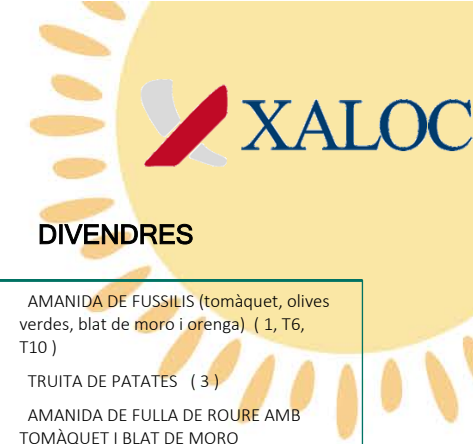 XALOC
DIVENDRES
AMANIDA DE FUSSILIS (tomàquet, olives
verdes, blat de moro i orenga) ( 1, T6,
T10 )
TRUITA DE PATATES ( 3 )
AMANIDA DE FULLA DE ROURE AMB
TOMÀQUET I BLAT DE MORO